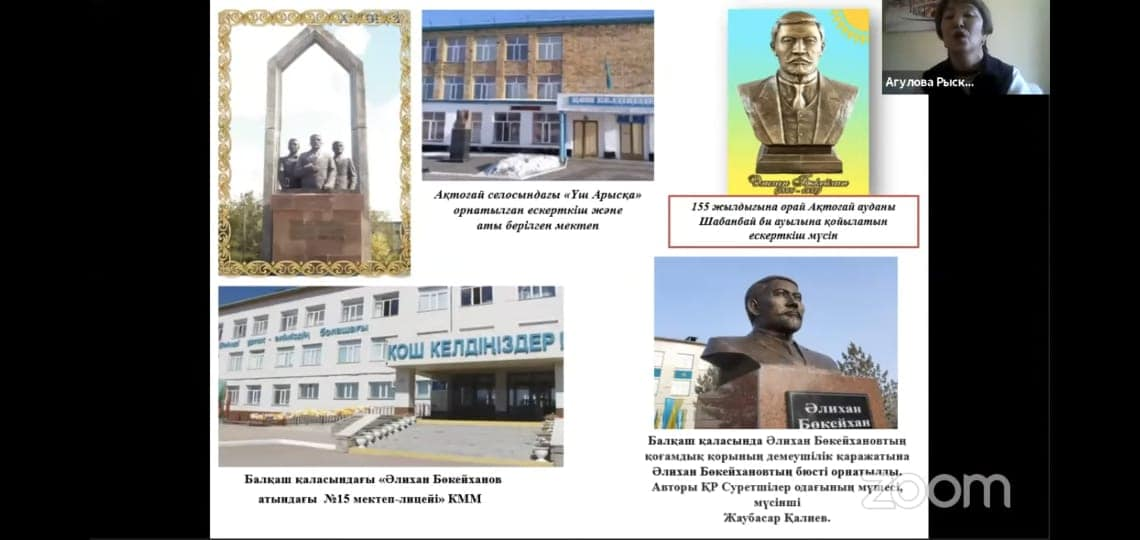 Ақтоғай селосындағы «Үш Арысқа»
орнатылған ескерткіш және
аты берілген мектеп
Агулова Рыск...
155 жылдығына орай Ақтоғай ауданы
Шабанбай би ауылына қойылатын
ескерткіш мүсін
ҚОШ КЕЛДІҢІЗДЕР!
Балқаш қаласындағы «Әлихан Бөкейханов
атындағы №15 мектеп-лицейі» КММ
Әлихан
Бөкейхан
Балқаш қаласында Әлихан Бөкейхановтың
қоғамдық қорының демеушілік қаражатына
Әлихан Бөкейхановтың бюсті орнатылды.
Авторы ҚР Суретшілер одағының мүшесі,
мүсінші
Жаубасар Қалиев.
zoom